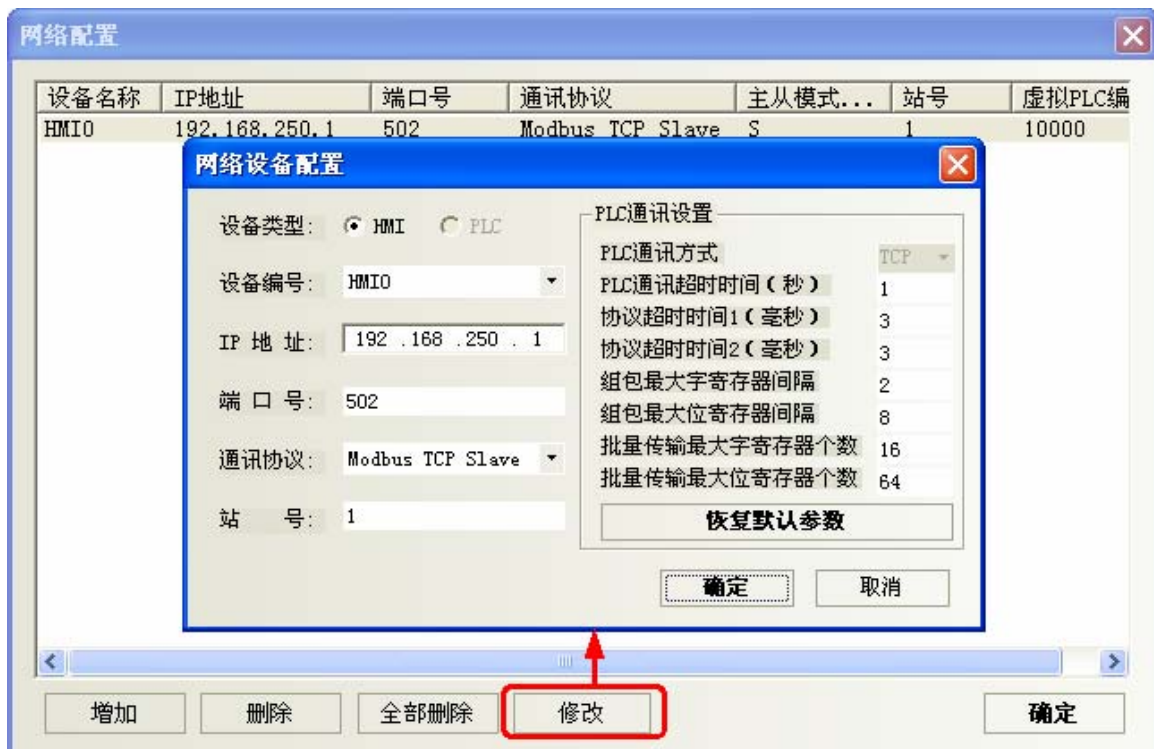 网络配置
设备名称 IP地址 端口号 通讯协议 主从模式... 站号 虚拟PLC编
HMI0 192.168.250.1 502 Modbus TCP Slave S 1 10000
网络设备配置
设备类型: HMI PLC
设备编号: HMI0
IP 地 址: 192 .168 .250 . 1
端 口 号: 502
通讯协议: Modbus TCP Slave
站 号: 1
PLC通讯设置
PLC通讯方式 TCP
PLC通讯超时时间(秒) 1
协议超时时间1(毫秒) 3
协议超时时间2(毫秒) 3
组包最大字寄存器间隔 2
组包最大位寄存器间隔 8
批量传输最大字寄存器个数 16
批量传输最大位寄存器个数 64
恢复默认参数
确定 取消
增加 删除 全部删除 修改 确定